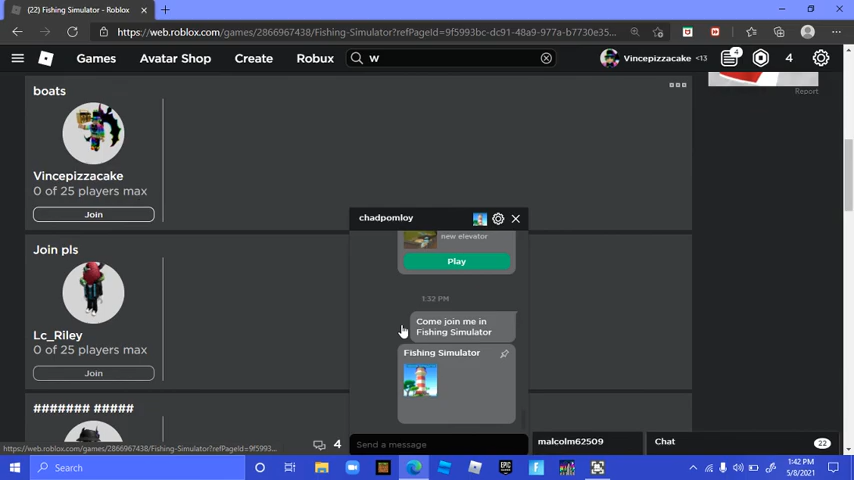 (22) Fishing-Simulator - Roblox
https://web.roblox.com/games/2866967438/Fishing-Simulator?refPageId=9f5993bc-dc91-48a9-977a-b7730e35...
Games
Avatar Shop
Create
Robux
W
Vincepizzacake <13
4
4
Report
boats
Vincepizzacake
0 of 25 players max
Join
Join pls
Lc_Riley
0 of 25 players max
Join
####### #####
chadpomloy
new elevator
Play
1:32 PM
Come join me in
Fishing Simulator
Fishing Simulator
Send a message
4
malcolm62509
Chat
22
https://web.roblox.com/games/2866967438/Fishing-Simulator?refPageId=9f5993...
Search
EPIC
1:42 PM
5/8/2021